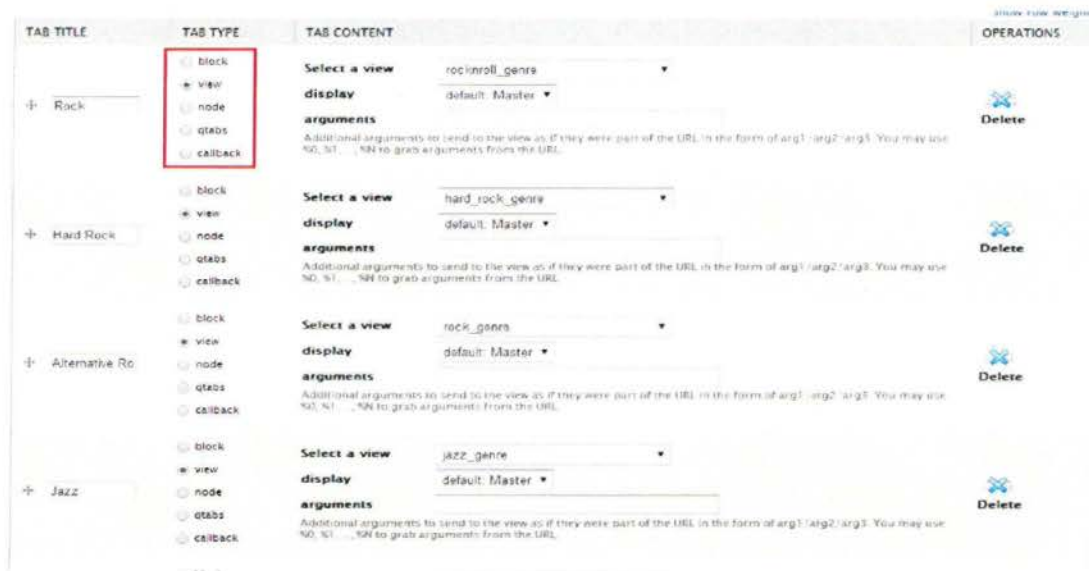 Show row weights
TAB TITLE TAB TYPE TAB CONTENT OPERATIONS
Rock
block
view
node
qtabs
callback
Select a view rocknroll_genre
display default: Master
arguments
Additional arguments to send to the view as if they were part of the URL in the form of arg1/arg2/arg3. You may use
%0, %1, ..., %N to grab arguments from the URL.
Delete
Hard Rock
block
view
node
qtabs
callback
Select a view hard_rock_genre
display default: Master
arguments
Additional arguments to send to the view as if they were part of the URL in the form of arg1/arg2/arg3. You may use
%0, %1, ..., %N to grab arguments from the URL.
Delete
Alternative Ro
block
view
node
qtabs
callback
Select a view rock_genre
display default: Master
arguments
Additional arguments to send to the view as if they were part of the URL in the form of arg1/arg2/arg3. You may use
%0, %1, ..., %N to grab arguments from the URL.
Delete
Jazz
block
view
node
qtabs
callback
Select a view jazz_genre
display default: Master
arguments
Additional arguments to send to the view as if they were part of the URL in the form of arg1/arg2/arg3. You may use
%0, %1, ..., %N to grab arguments from the URL.
Delete